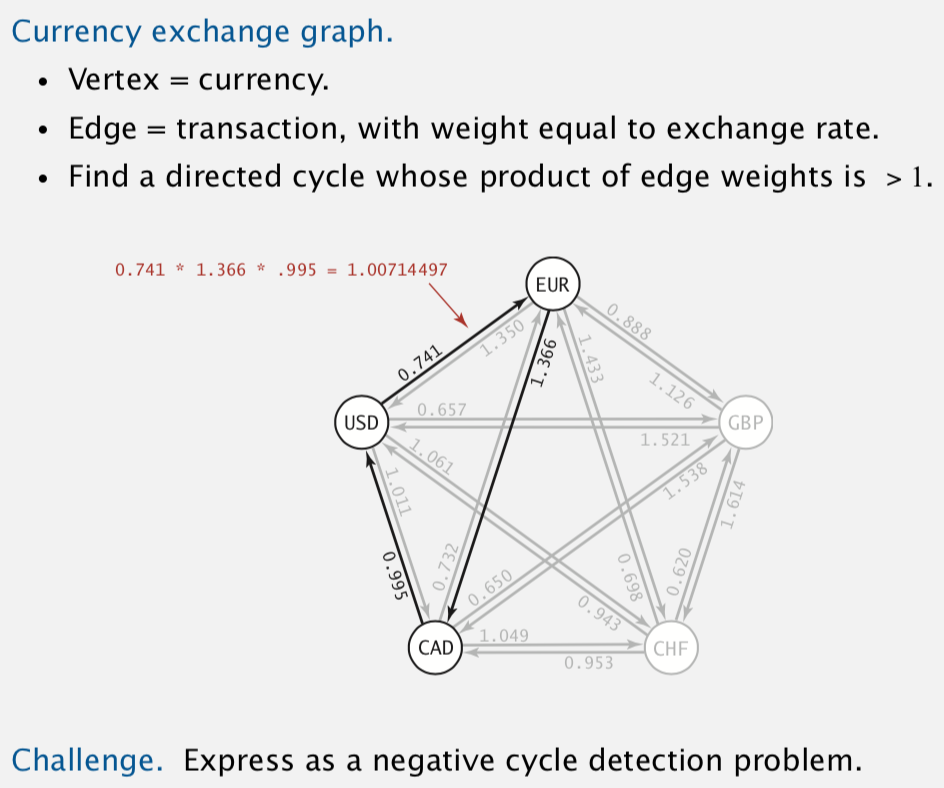 Currency exchange graph.
• Vertex = currency.
• Edge = transaction, with weight equal to exchange rate.
• Find a directed cycle whose product of edge weights is > 1.
0.741 * 1.366 * .995 = 1.00714497
EUR
0.888
1.350
1.433
0.741
1.366
1.126
0.657
USD
GBP
1.521
1.061
1.011
1.538
1.614
0.995
0.732
0.650
0.698
0.620
0.943
1.049
CAD
CHF
0.953
Challenge. Express as a negative cycle detection problem.